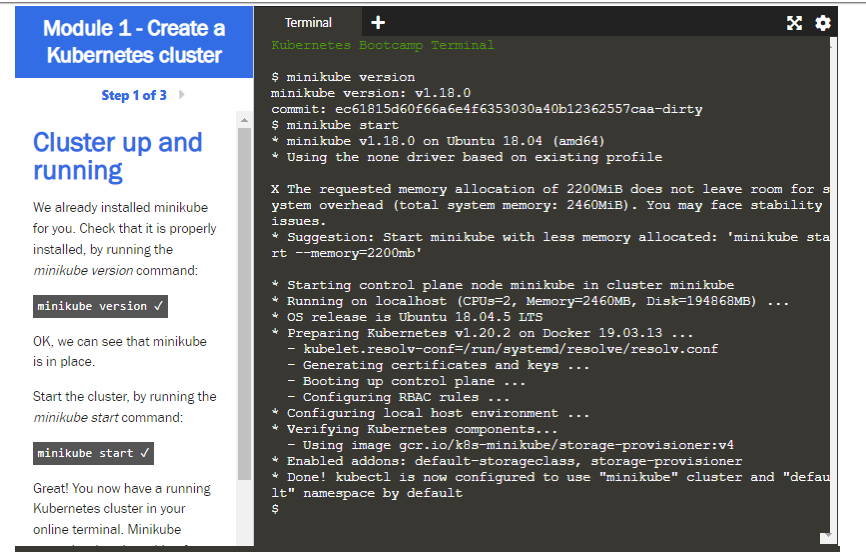 Module 1 - Create a
Kubernetes cluster
Step 1 of 3
Cluster up and
running
We already installed minikube
for you. Check that it is properly
installed, by running the
minikube version command:
minikube version ✓
OK, we can see that minikube
is in place.
Start the cluster, by running the
minikube start command:
minikube start ✓
Great! You now have a running
Kubernetes cluster in your
online terminal. Minikube
Terminal +
Kubernetes Bootcamp Terminal
$ minikube version
minikube version: v1.18.0
commit: ec61815d60f66a6e4f6353030a40b12362557caa-dirty
$ minikube start
* minikube v1.18.0 on Ubuntu 18.04 (amd64)
* Using the none driver based on existing profile
X The requested memory allocation of 2200MiB does not leave room for s
ystem overhead (total system memory: 2460MiB). You may face stability
issues.
* Suggestion: Start minikube with less memory allocated: 'minikube sta
rt --memory=2200mb'
* Starting control plane node minikube in cluster minikube
* Running on localhost (CPUs=2, Memory=2460MB, Disk=194868MB) ...
* OS release is Ubuntu 18.04.5 LTS
* Preparing Kubernetes v1.20.2 on Docker 19.03.13 ...
- kubelet.resolv-conf=/run/systemd/resolve/resolv.conf
- Generating certificates and keys ...
- Booting up control plane ...
- Configuring RBAC rules ...
* Configuring local host environment ...
* Verifying Kubernetes components...
- Using image gcr.io/k8s-minikube/storage-provisioner:v4
* Enabled addons: default-storageclass, storage-provisioner
* Done! kubectl is now configured to use "minikube" cluster and "defau
lt" namespace by default
$